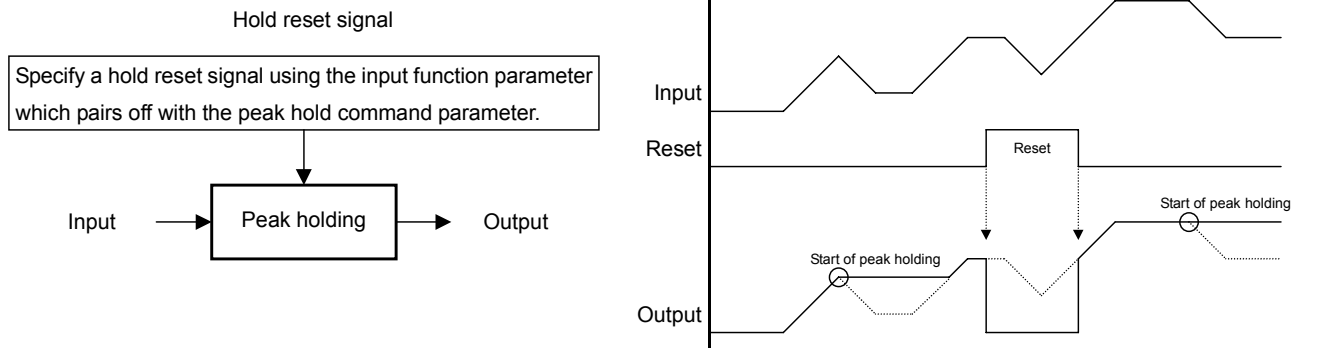 Hold reset signal
Specify a hold reset signal using the input function parameter
which pairs off with the peak hold command parameter.
Input
Peak holding
Output
Input
Reset
Reset
Start of peak holding
Start of peak holding
Output